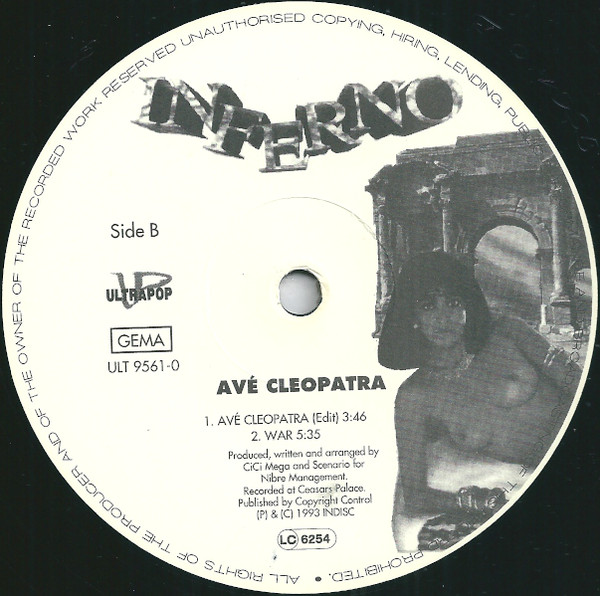 INFERNO
Side B
UP
ULTRAPOP
GEMA
ULT 9561-0
AVÉ CLEOPATRA
1. AVÉ CLEOPATRA (Edit) 3:46
2. WAR 5:35
Produced, written and arranged by
CiCi Mega and Scenario for
Nibre Management.
Recorded at Ceasars Palace.
Published by Copyright Control
(P) & (C) 1993 INDISC
LC 6254
ALL RIGHTS OF THE PRODUCER AND OF THE OWNER OF THE RECORDED WORK RESERVED UNAUTHORISED COPYING, HIRING, LENDING, PUB OF TH PROHIBITED. •